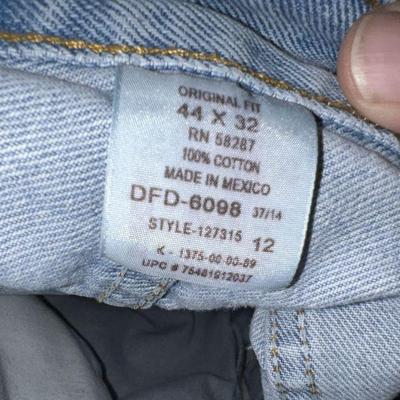 ORIGINAL FIT
44 X 32
RN 58287
100% COTTON
MADE IN MEXICO
DFD-6098 37/14
STYLE-127315 12
K - 1375-00-00-89
UPC # 75481912037